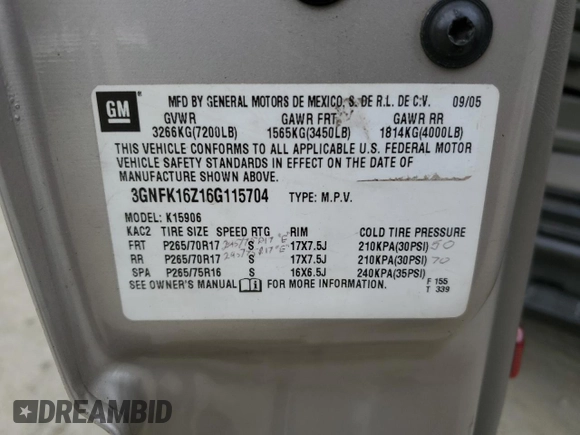 GM
MFD BY GENERAL MOTORS DE MEXICO, S. DE R.L. DE C.V. 09/05
GVWR GAWR FRT GAWR RR
3266KG(7200LB) 1565KG(3450LB) 1814KG(4000LB)
THIS VEHICLE CONFORMS TO ALL APPLICABLE U.S. FEDERAL MOTOR
VEHICLE SAFETY STANDARDS IN EFFECT ON THE DATE OF
MANUFACTURE SHOWN ABOVE.
3GNFK16Z16G115704 TYPE: M.P.V.
MODEL: K15906
KAC2 TIRE SIZE SPEED RTG RIM COLD TIRE PRESSURE
FRT P265/70R17 S 17X7.5J 210KPA(30PSI) 50
RR P265/70R17 17X7.5J 210KPA(30PSI) 70
SPA P265/75R16 S 16X6.5J 240KPA(35PSI)
SEE OWNER'S MANUAL FOR MORE INFORMATION. F 155
T 339
DREAMBID